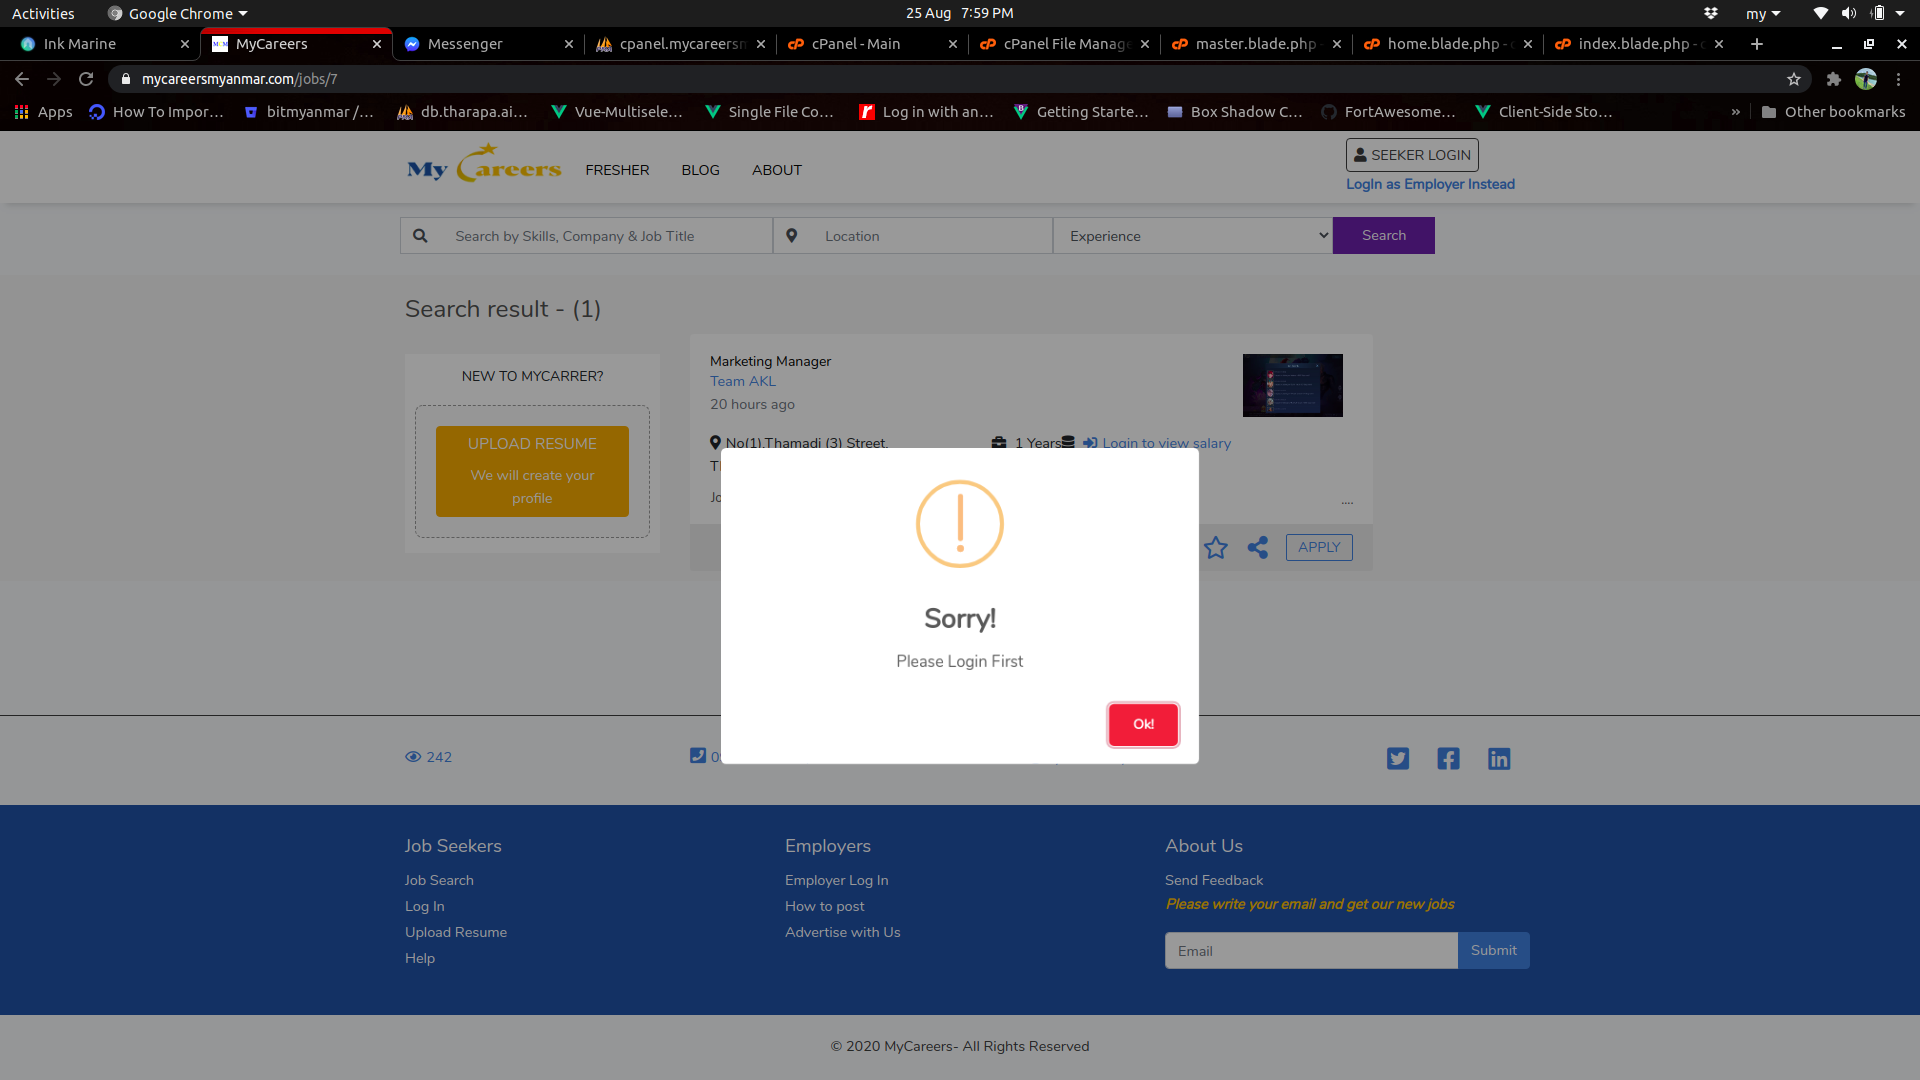 Activities
Google Chrome
25 Aug 7:59 PM
my
Ink Marine
MyCareers
Messenger
cpanel.mycareersm
cPanel - Main
cPanel File Manage
master.blade.php -
home.blade.php - c
index.blade.php - c
mycareersmyanmar.com/jobs/7
Apps
How To Impor...
bitmyanmar /...
db.tharapa.ai...
Vue-Multisele...
Single File Co...
Log in with an...
Getting Starte...
Box Shadow C...
FortAwesome...
Client-Side Sto...
»
Other bookmarks
My Careers
FRESHER
BLOG
ABOUT
SEEKER LOGIN
LogIn as Employer Instead
Search by Skills, Company & Job Title
Location
Experience
Search
Search result - (1)
NEW TO MYCARRER?
UPLOAD RESUME
We will create your
profile
Marketing Manager
Team AKL
20 hours ago
No(1),Thamadi (3) Street,
1 Years
Login to view salary
....
APPLY
Sorry!
Please Login First
Ok!
242
Job Seekers
Job Search
Log In
Upload Resume
Help
Employers
Employer Log In
How to post
Advertise with Us
About Us
Send Feedback
Please write your email and get our new jobs
Email
Submit
© 2020 MyCareers- All Rights Reserved